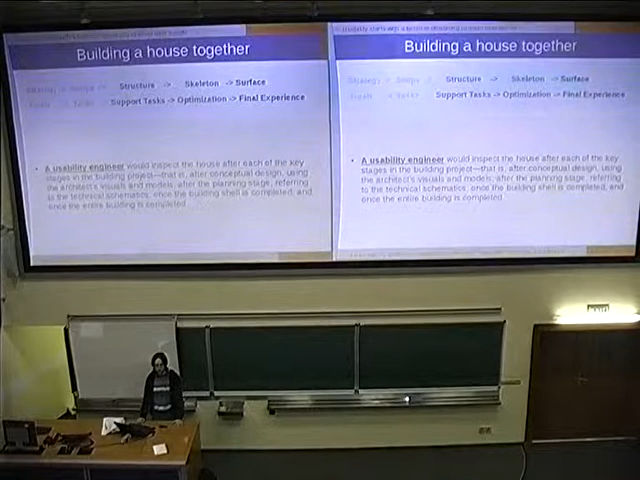 Building a house together
Strategy -> Scope -> Structure -> Skeleton -> Surface
Support Tasks -> Optimization -> Final Experience
• A usability engineer would inspect the house after each of the key
stages in the building project—that is, after conceptual design, using
the architect's visuals and models; after the planning stage, referring
to the technical schematics; once the building shell is completed; and
once the entire building is completed.
Building a house together
Strategy -> Scope -> Structure -> Skeleton -> Surface
Support Tasks -> Optimization -> Final Experience
• A usability engineer would inspect the house after each of the key
stages in the building project—that is, after conceptual design, using
the architect's visuals and models; after the planning stage, referring
to the technical schematics; once the building shell is completed; and
once the entire building is completed.